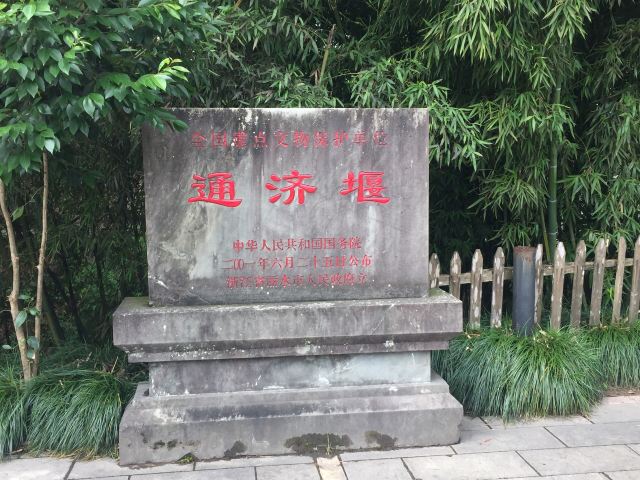 全国重点文物保护单位
通济堰
中华人民共和国国务院
二00一年六月二十五日公布
浙江省丽水市人民政府立